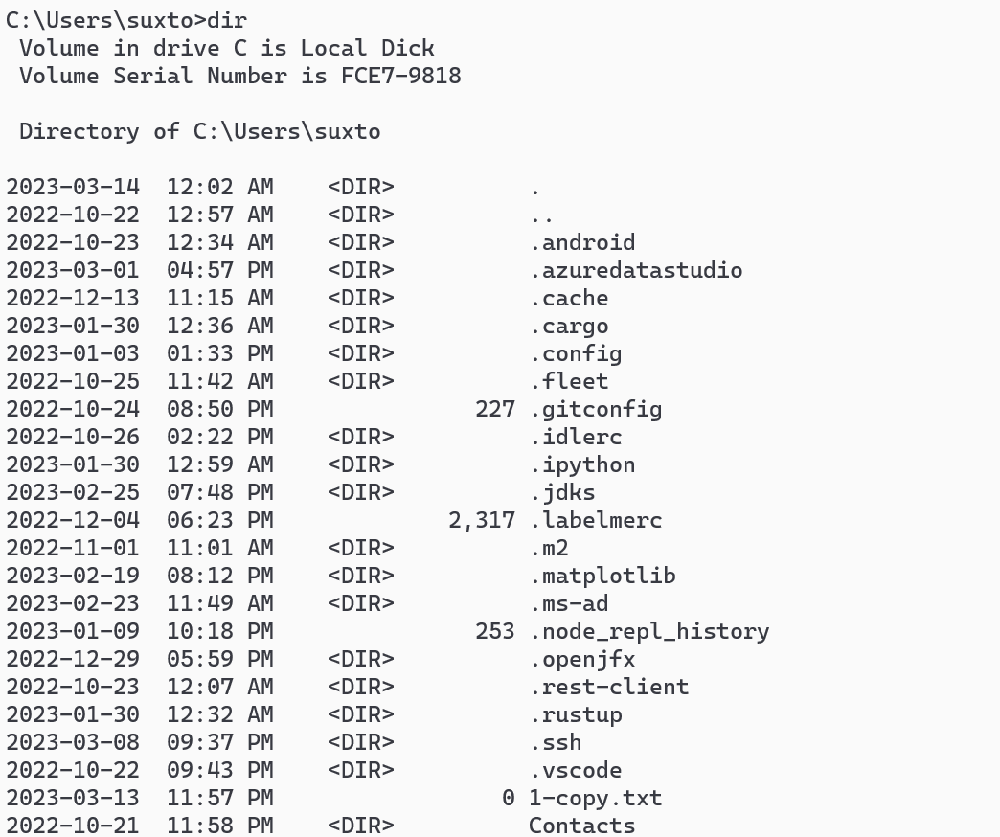 C:\Users\suxto>dir
 Volume in drive C is Local Dick
 Volume Serial Number is FCE7-9818

 Directory of C:\Users\suxto

2023-03-14  12:02 AM    <DIR>          .
2022-10-22  12:57 AM    <DIR>          ..
2022-10-23  12:34 AM    <DIR>          .android
2023-03-01  04:57 PM    <DIR>          .azuredatastudio
2022-12-13  11:15 AM    <DIR>          .cache
2023-01-30  12:36 AM    <DIR>          .cargo
2023-01-03  01:33 PM    <DIR>          .config
2022-10-25  11:42 AM    <DIR>          .fleet
2022-10-24  08:50 PM               227 .gitconfig
2022-10-26  02:22 PM    <DIR>          .idlerc
2023-01-30  12:59 AM    <DIR>          .ipython
2023-02-25  07:48 PM    <DIR>          .jdks
2022-12-04  06:23 PM             2,317 .labelmerc
2022-11-01  11:01 AM    <DIR>          .m2
2023-02-19  08:12 PM    <DIR>          .matplotlib
2023-02-23  11:49 AM    <DIR>          .ms-ad
2023-01-09  10:18 PM               253 .node_repl_history
2022-12-29  05:59 PM    <DIR>          .openjfx
2022-10-23  12:07 AM    <DIR>          .rest-client
2023-01-30  12:32 AM    <DIR>          .rustup
2023-03-08  09:37 PM    <DIR>          .ssh
2022-10-22  09:43 PM    <DIR>          .vscode
2023-03-13  11:57 PM                 0 1-copy.txt
2022-10-21  11:58 PM    <DIR>          Contacts